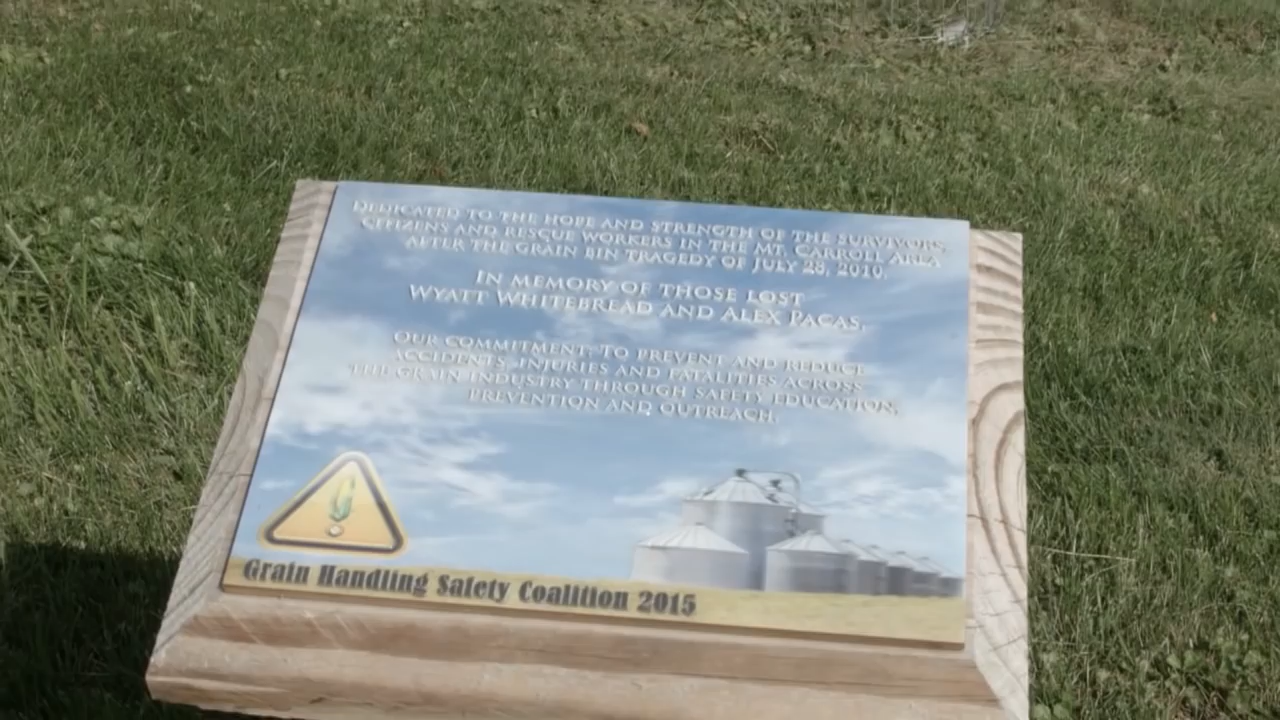 DEDICATED TO THE HOPE AND STRENGTH OF THE SURVIVORS,
CITIZENS AND RESCUE WORKERS IN THE MT. CARROLL AREA
AFTER THE GRAIN BIN TRAGEDY OF JULY 28, 2010.
IN MEMORY OF THOSE LOST
WYATT WHITEBREAD AND ALEX PACAS.
OUR COMMITMENT: TO PREVENT AND REDUCE
ACCIDENTS, INJURIES AND FATALITIES ACROSS
THE GRAIN INDUSTRY THROUGH SAFETY EDUCATION,
PREVENTION AND OUTREACH.
Grain Handling Safety Coalition 2015